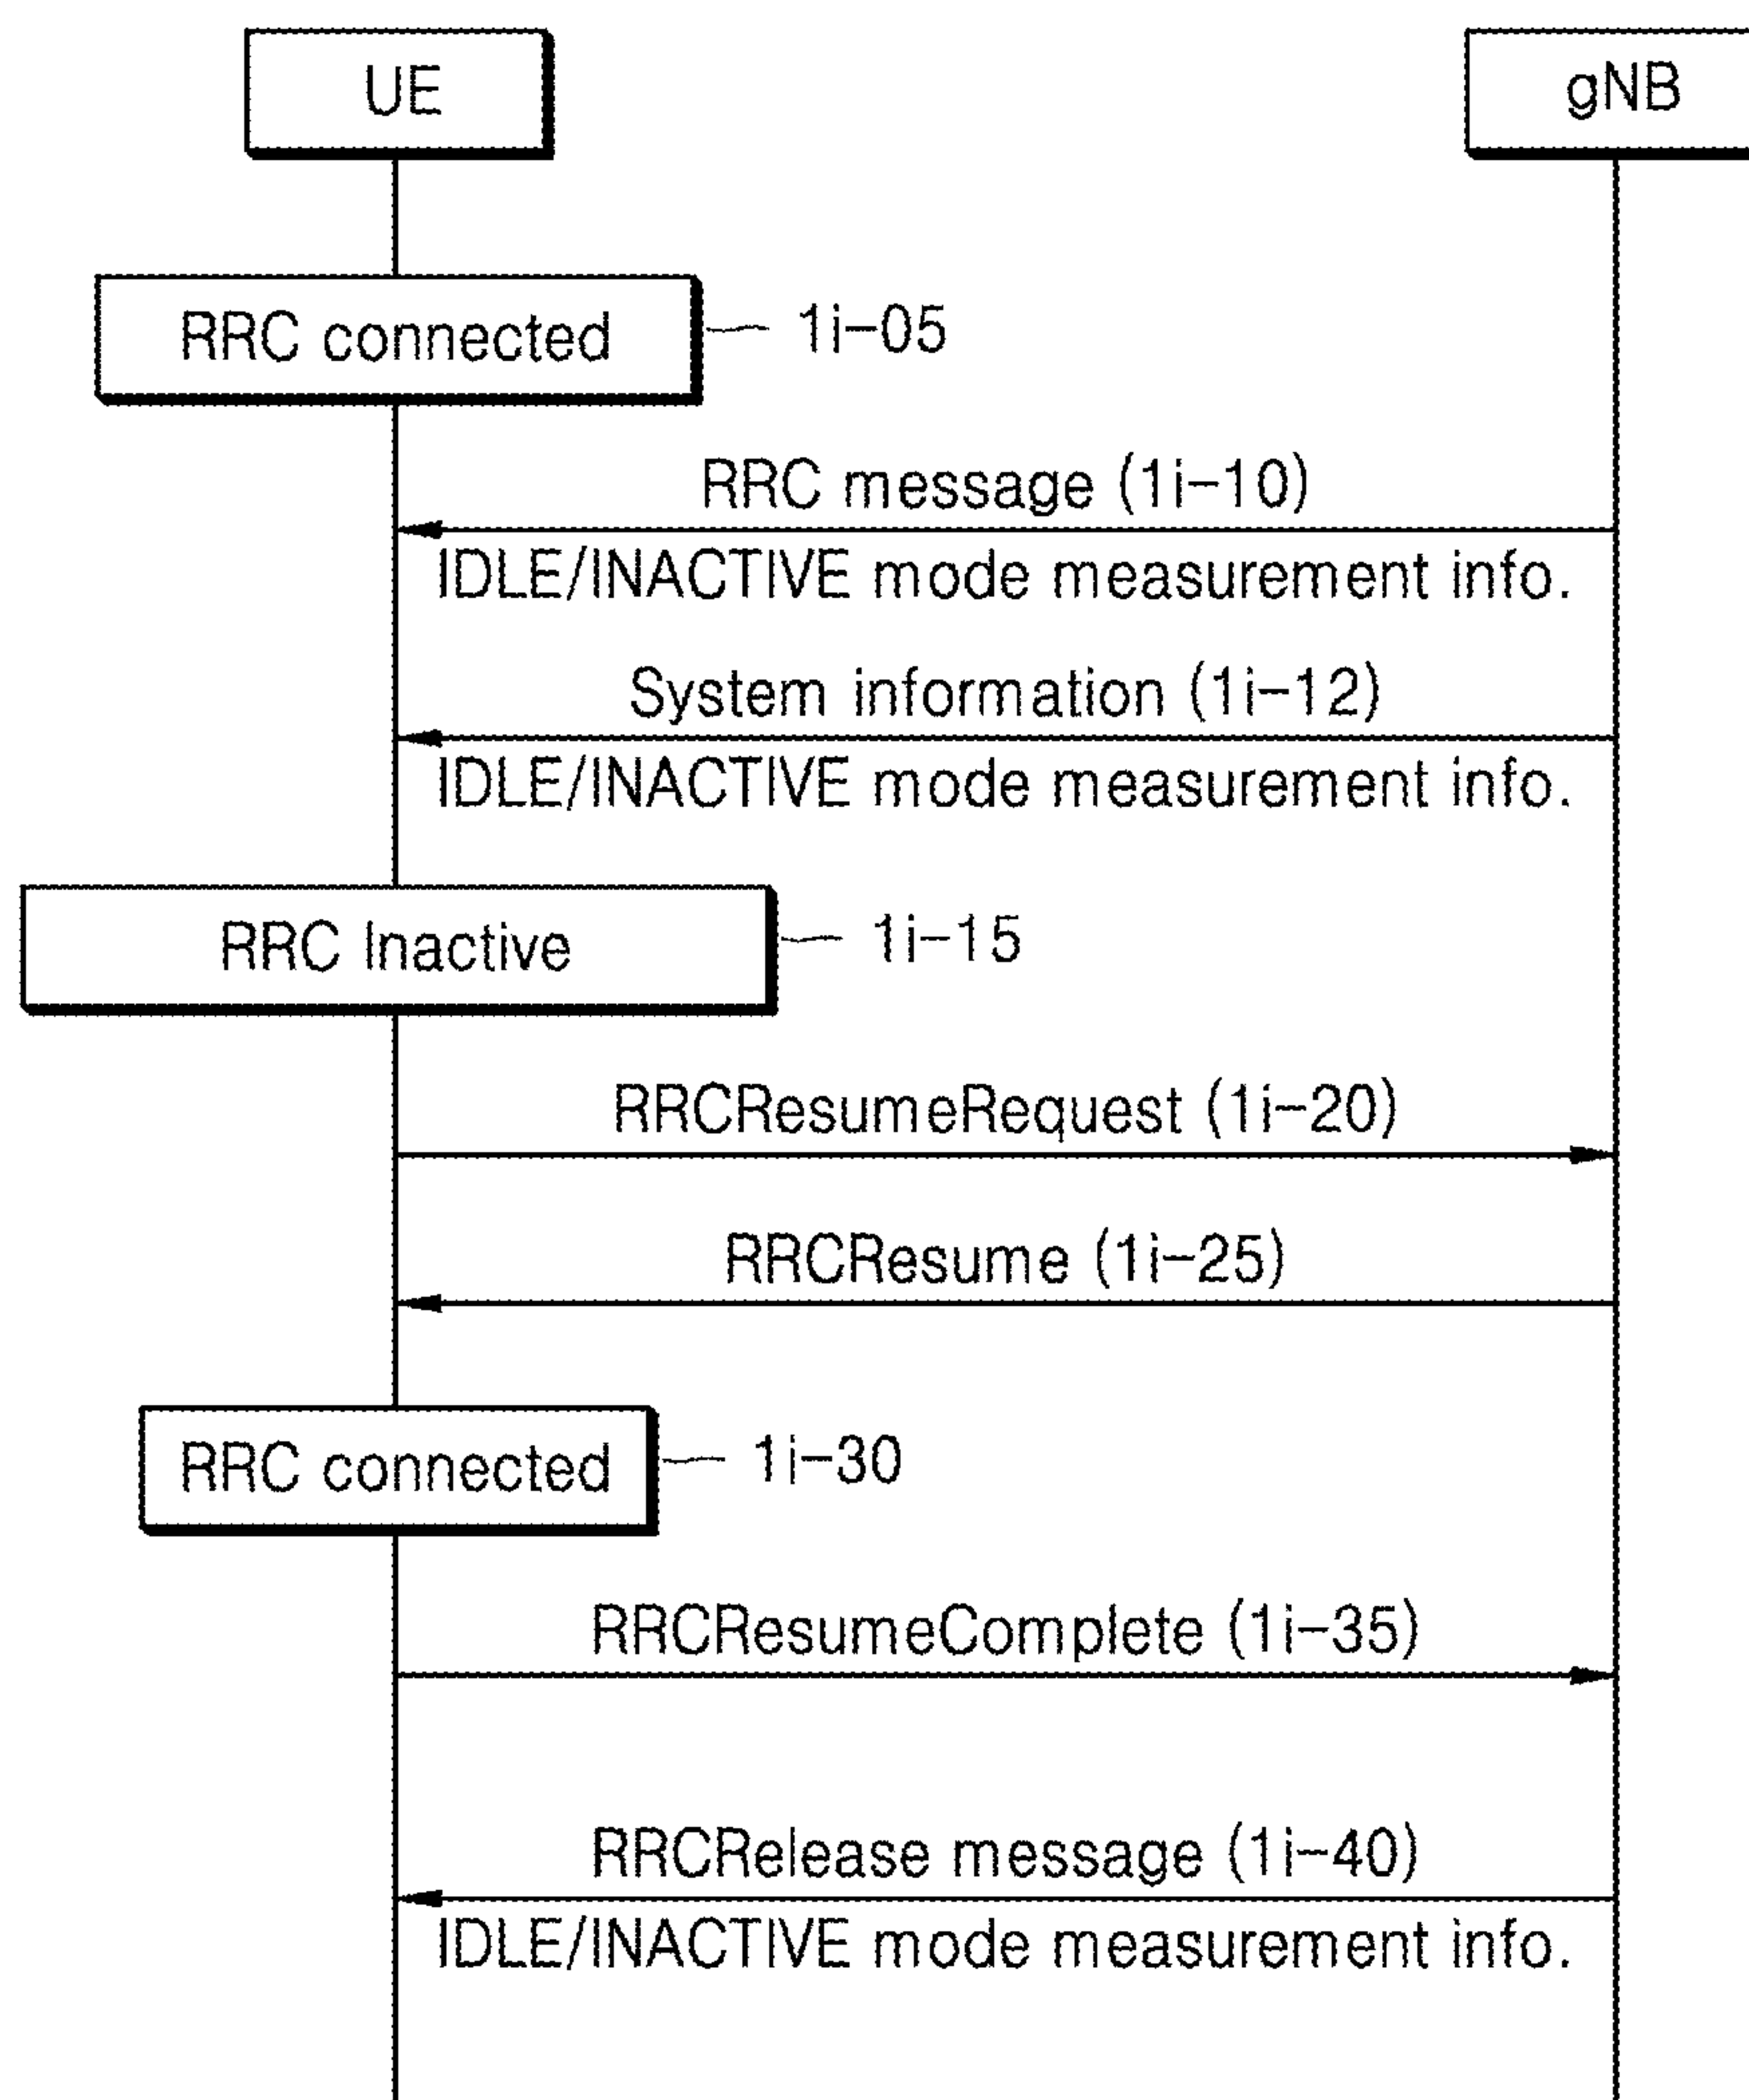 UE
gNB
RRC connected
1i-05
RRC message (1i-10)
IDLE/INACTIVE mode measurement info.
System information (1i-12)
IDLE/INACTIVE mode measurement info.
RRC Inactive
1i-15
RRCResumeRequest (1i-20)
RRCResume (1i-25)
RRC connected
1i-30
RRCResumeComplete (1i-35)
RRCRelease message (1i-40)
IDLE/INACTIVE mode measurement info.